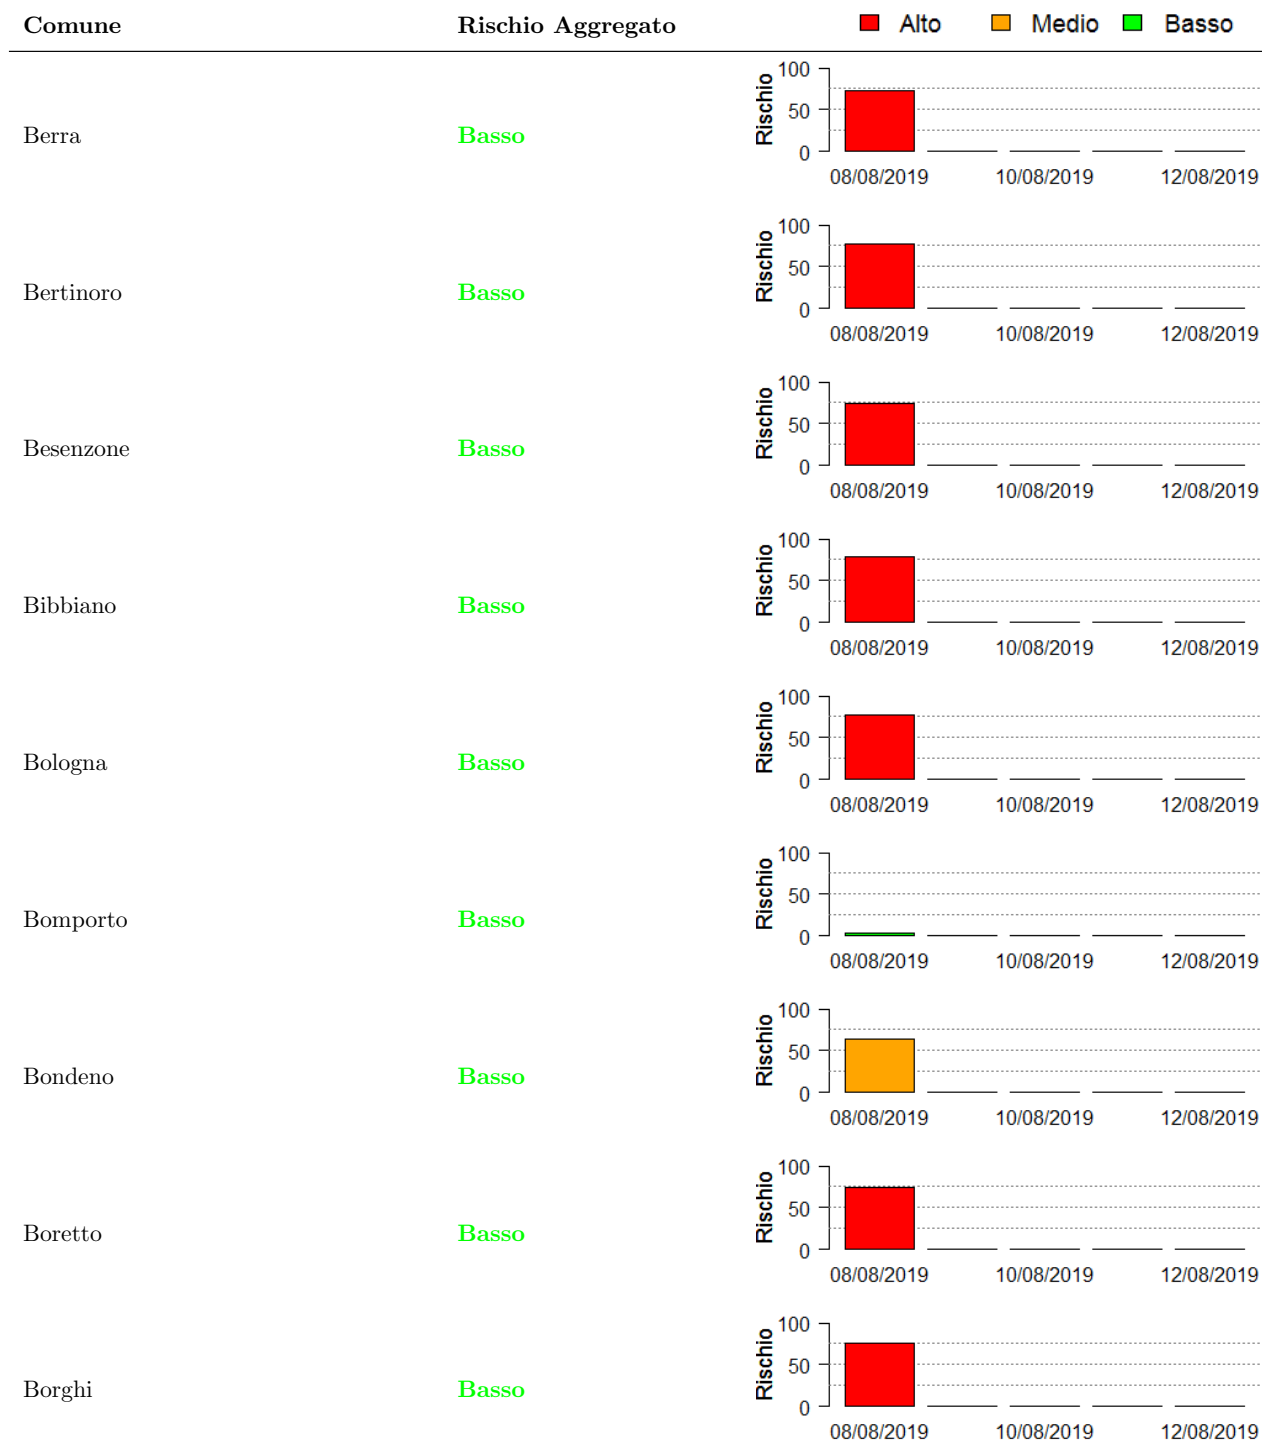 Comune Rischio Aggregato Alto Medio Basso
100
50
0
Rischio
Berra Basso
08/08/2019 10/08/2019 12/08/2019
100
50
0
Rischio
Bertinoro Basso
08/08/2019 10/08/2019 12/08/2019
100
50
0
Rischio
Besenzone Basso
08/08/2019 10/08/2019 12/08/2019
100
50
0
Rischio
Bibbiano Basso
08/08/2019 10/08/2019 12/08/2019
100
50
0
Rischio
Bologna Basso
08/08/2019 10/08/2019 12/08/2019
100
50
0
Rischio
Bomporto Basso
08/08/2019 10/08/2019 12/08/2019
100
50
0
Rischio
Bondeno Basso
08/08/2019 10/08/2019 12/08/2019
100
50
0
Rischio
Boretto Basso
08/08/2019 10/08/2019 12/08/2019
100
50
0
Rischio
Borghi Basso
08/08/2019 10/08/2019 12/08/2019